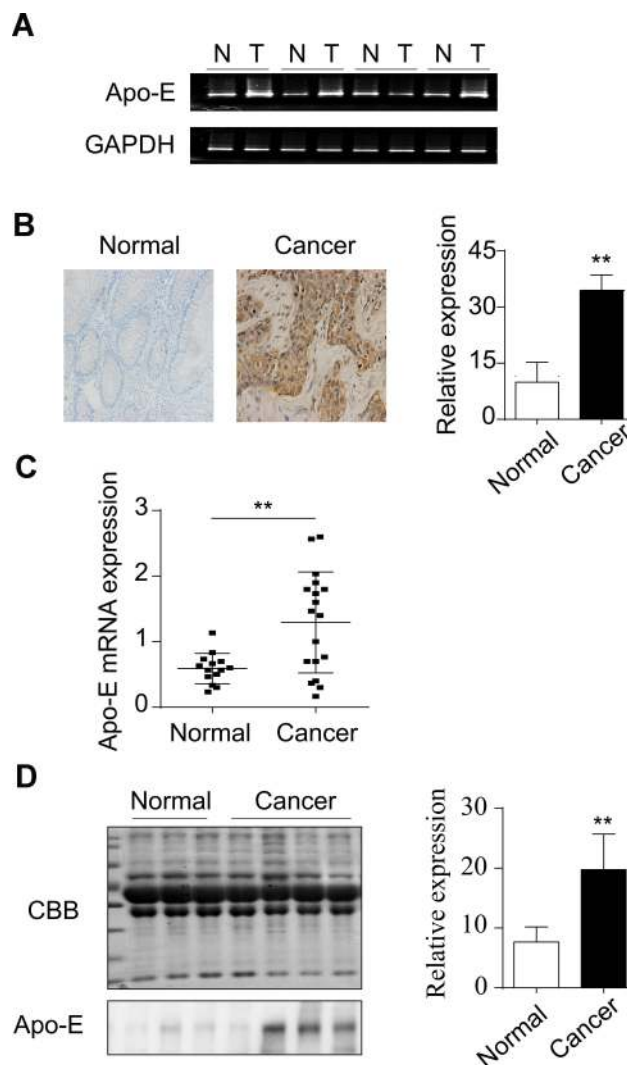 A
N T N T N T N T
Apo-E
GAPDH
B
Normal
Cancer
Relative expression
45
30
15
0
**
Normal
Cancer
C
Apo-E mRNA expression
3
2
1
0
**
Normal
Cancer
D
Normal
Cancer
CBB
Apo-E
Relative expression
30
20
10
0
**
Normal
Cancer